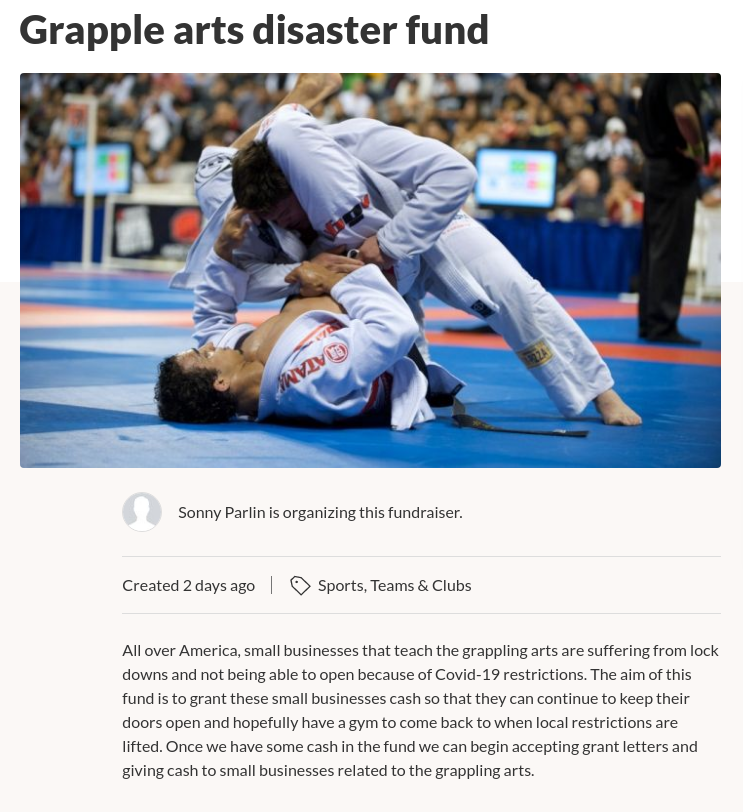 Grapple arts disaster fund
ATAMA
Sonny Parlin is organizing this fundraiser.
Created 2 days ago
Sports, Teams & Clubs
All over America, small businesses that teach the grappling arts are suffering from lock
downs and not being able to open because of Covid-19 restrictions. The aim of this
fund is to grant these small businesses cash so that they can continue to keep their
doors open and hopefully have a gym to come back to when local restrictions are
lifted. Once we have some cash in the fund we can begin accepting grant letters and
giving cash to small businesses related to the grappling arts.